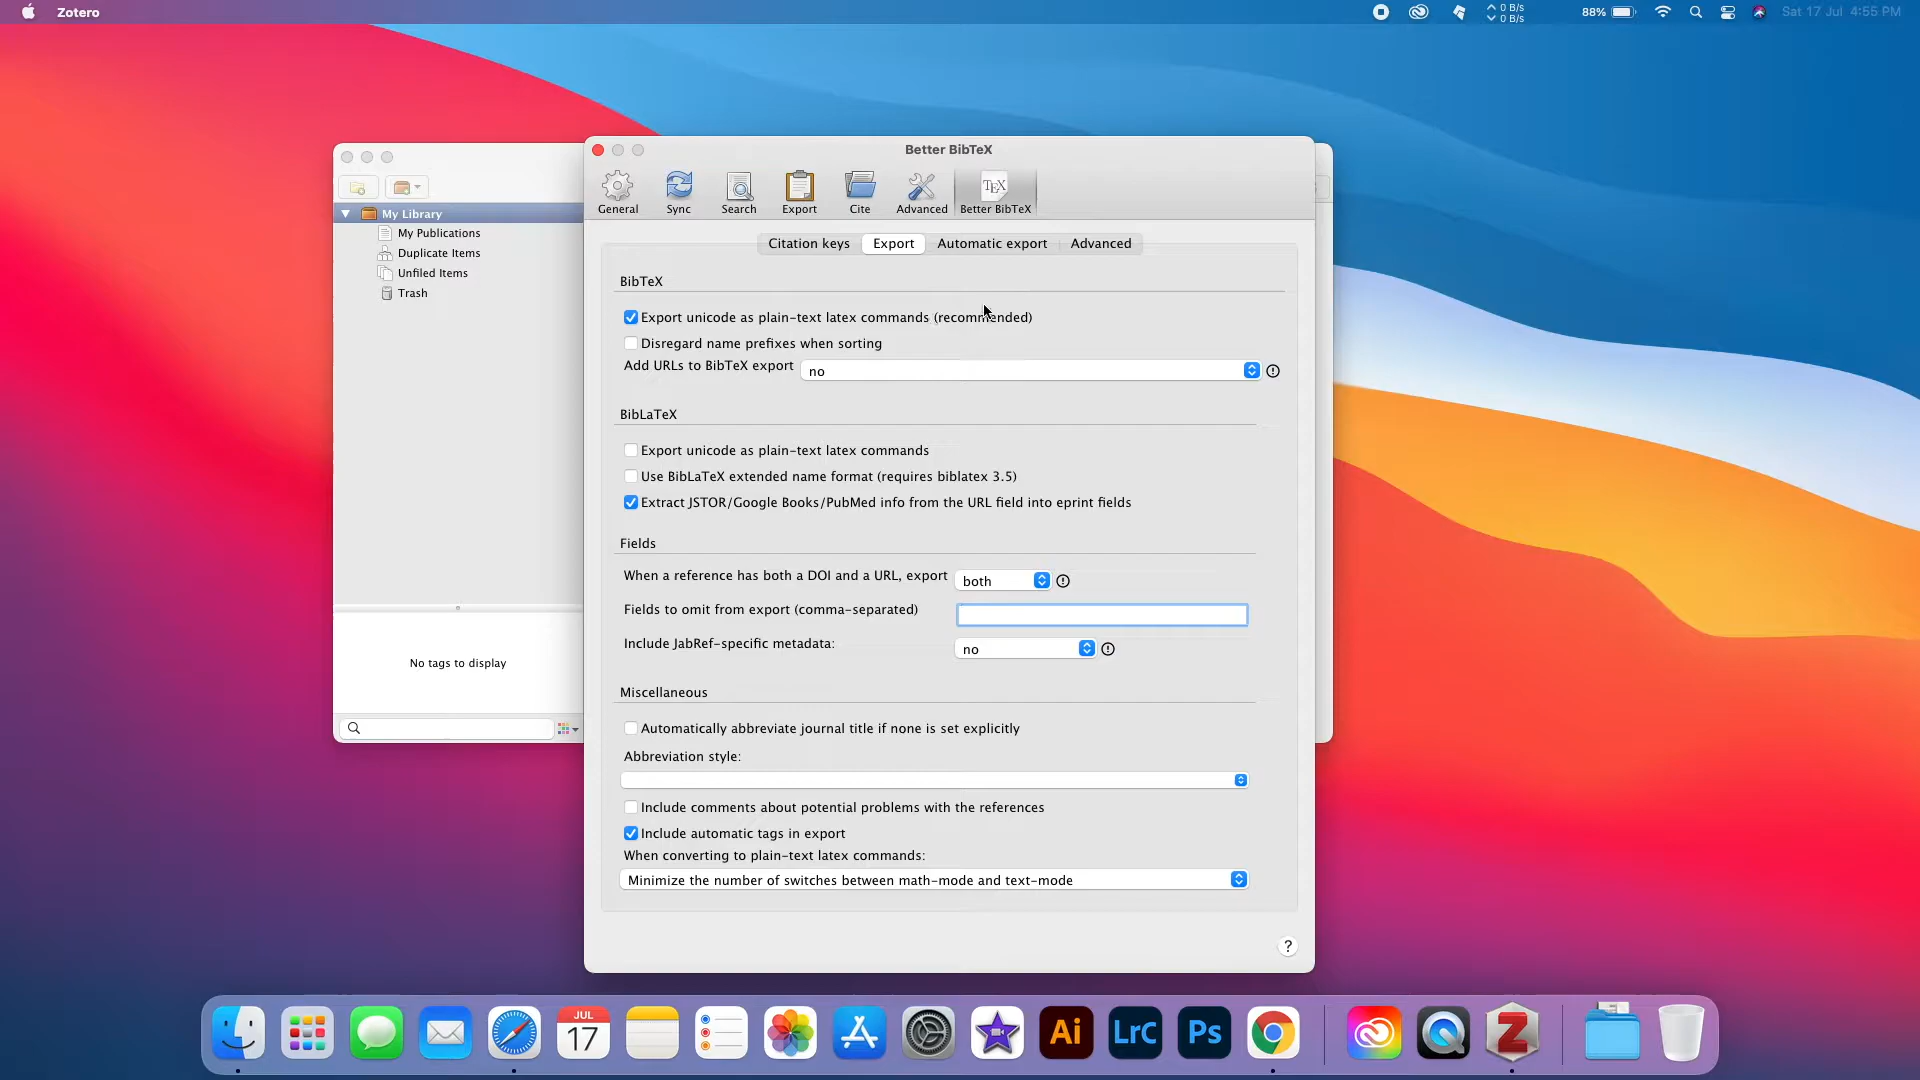 Zotero
0 B/s
0 B/s
88%
Sat 17 Jul 4:55 PM
Better BibTeX
General
Sync
Search
Export
Cite
Advanced
TEX
Better BibTeX
My Library
My Publications
Duplicate Items
Unfiled Items
Trash
No tags to display
Citation keys
Export
Automatic export
Advanced
BibTeX
Export unicode as plain-text latex commands (recommended)
Disregard name prefixes when sorting
Add URLs to BibTeX export
no
BibLaTeX
Export unicode as plain-text latex commands
Use BibLaTeX extended name format (requires biblatex 3.5)
Extract JSTOR/Google Books/PubMed info from the URL field into eprint fields
Fields
When a reference has both a DOI and a URL, export
both
Fields to omit from export (comma-separated)
Include JabRef-specific metadata:
no
Miscellaneous
Automatically abbreviate journal title if none is set explicitly
Abbreviation style:
Include comments about potential problems with the references
Include automatic tags in export
When converting to plain-text latex commands:
Minimize the number of switches between math-mode and text-mode
?
JUL
17
Ai
LrC
Ps
Z